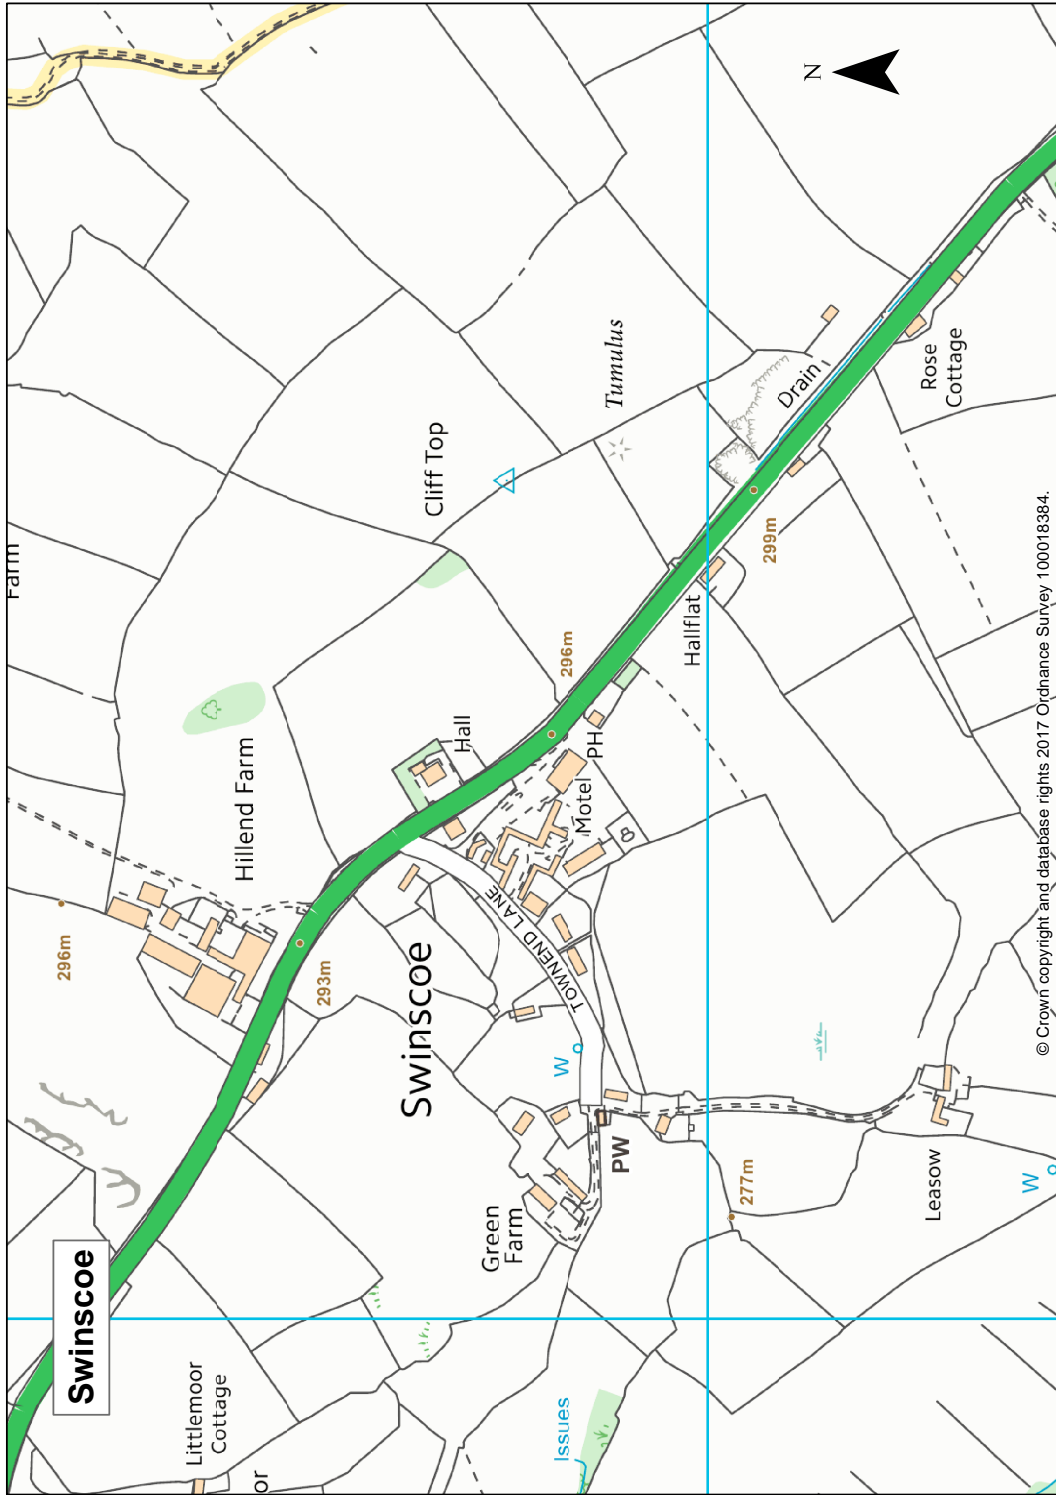 Swinscoe
Littlemoor
Cottage
or
Issues
Green
Farm
PW
277m
Leasow
W
W
Swinscoe
TOWNEND LANE
293m
296m
Hillend Farm
Hall
Motel
PH
296m
Hallflat
299m
Farm
Cliff Top
Tumulus
Drain
Rose
Cottage
N
© Crown copyright and database rights 2017 Ordnance Survey 100018384.